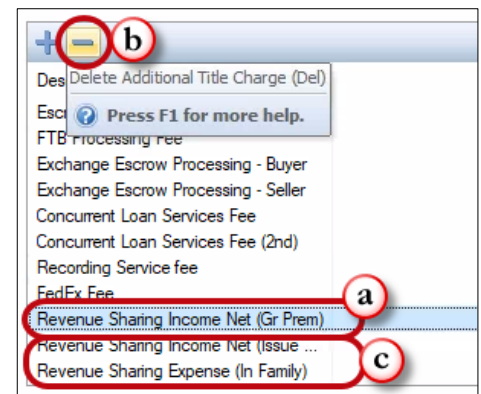 b
Delete Additional Title Charge (Del)
Des
Press F1 for more help.
Escr
FTB Processing Fee
Exchange Escrow Processing - Buyer
Exchange Escrow Processing - Seller
Concurrent Loan Services Fee
Concurrent Loan Services Fee (2nd)
Recording Service fee
FedEx Fee
a
Revenue Sharing Income Net (Gr Prem)
Revenue Sharing Income Net (Issue ...
c
Revenue Sharing Expense (In Family)